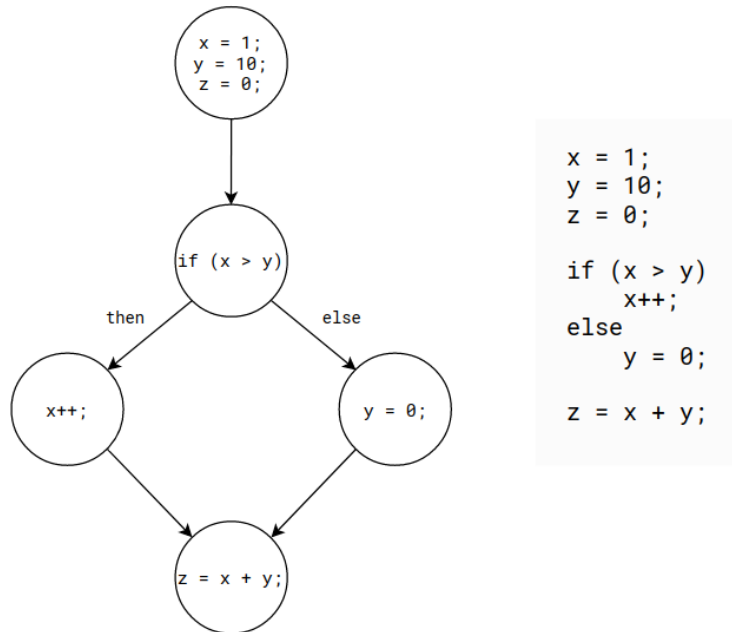 x = 1;
y = 10;
z = 0;
if (x > y)
then
else
x++;
y = 0;
z = x + y;
x = 1;
y = 10;
z = 0;
if (x > y)
x++;
else
y = 0;
z = x + y;